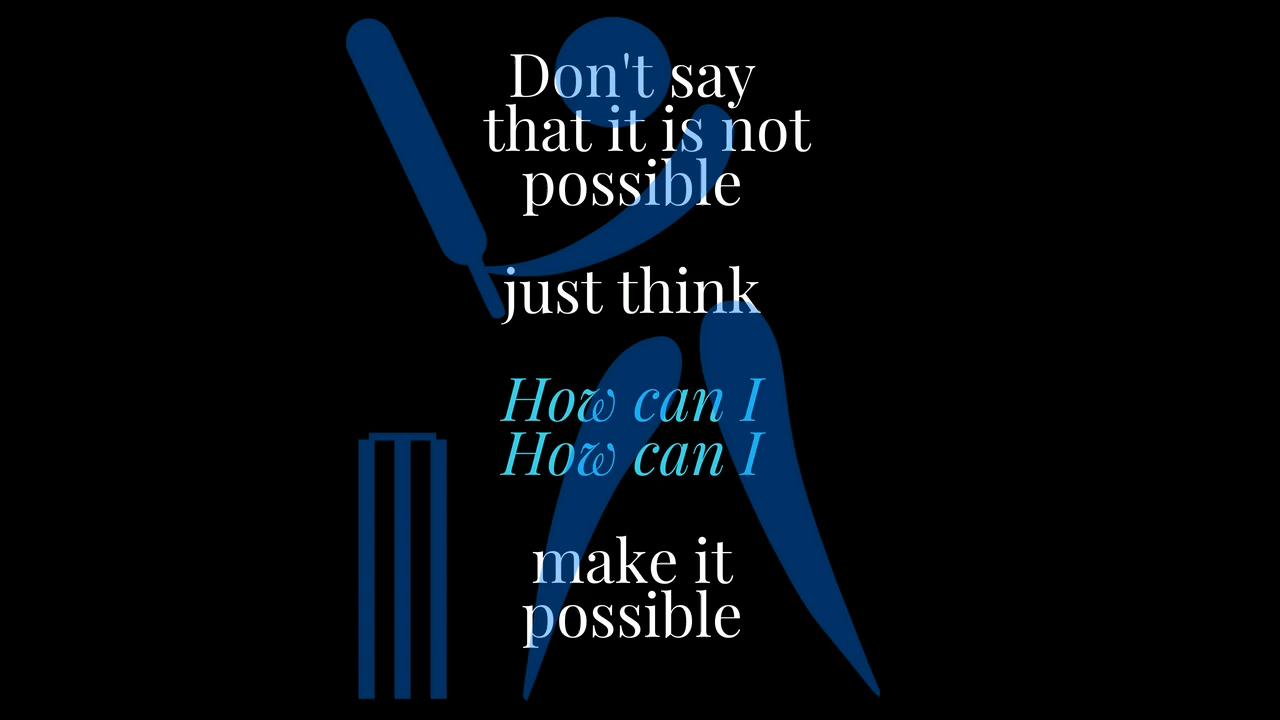 Don't say
that it is not
possible
just think
How can I
How can I
make it
possible